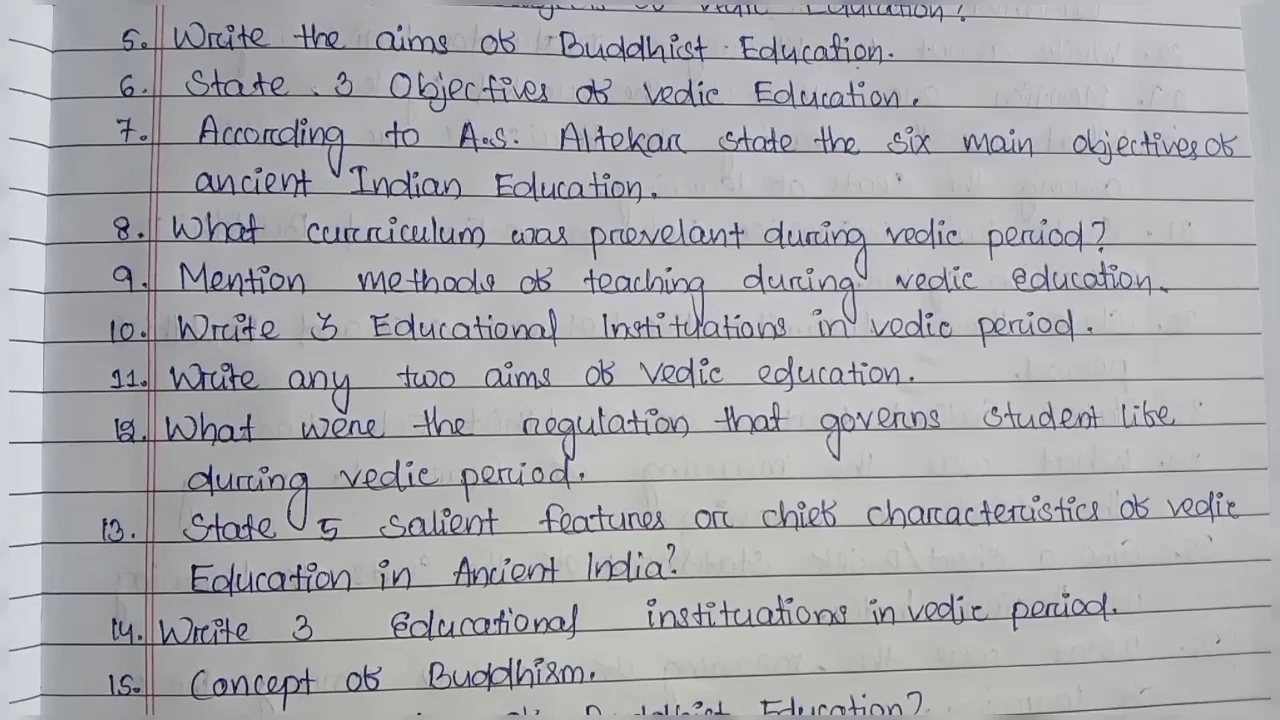 vedic Education?
5. Write the aims of Buddhist Education.
6. State 3 Objectives of vedic Education.
7. According to A.S. Altekar state the six main objectives of
ancient Indian Education.
8. What curriculum was prevelant during vedic period?
9. Mention methods of teaching during vedic education.
10. Write 3 Educational Instituations in vedic period.
11. Write any two aims of vedic education.
12. What were the regulation that governs student life
during vedic period.
13. State 5 salient features or chief characteristics of vedic
Education in Ancient India?
14. Write 3 educational instituations in vedic period.
15. Concept of Buddhism.
Buddhist Education?